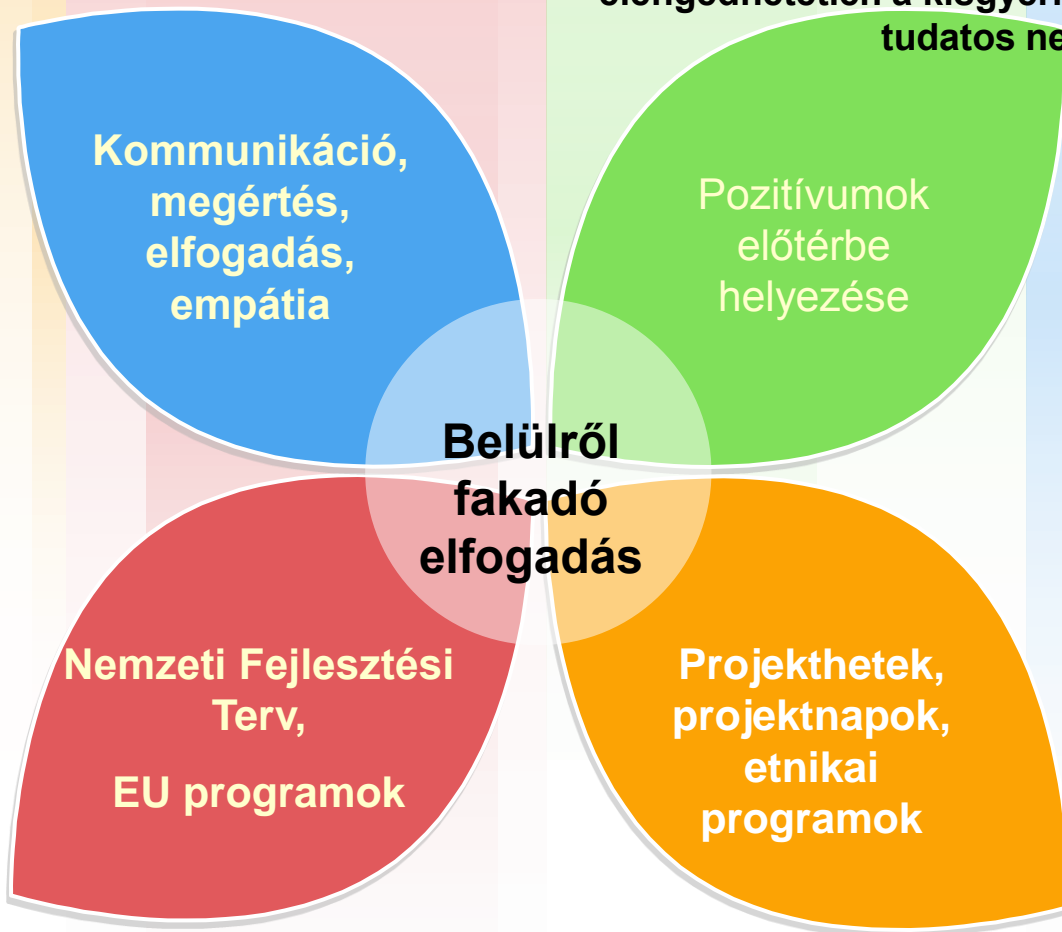 a
tudatos
Kommunikáció,
megértés,
elfogadás,
empátia
Pozitívumok
előtérbe
helyezése
Belülről
fakadó
elfogadás
Nemzeti Fejlesztési
Terv,
EU programok
Projekthetek,
projektnapok,
etnikai
programok